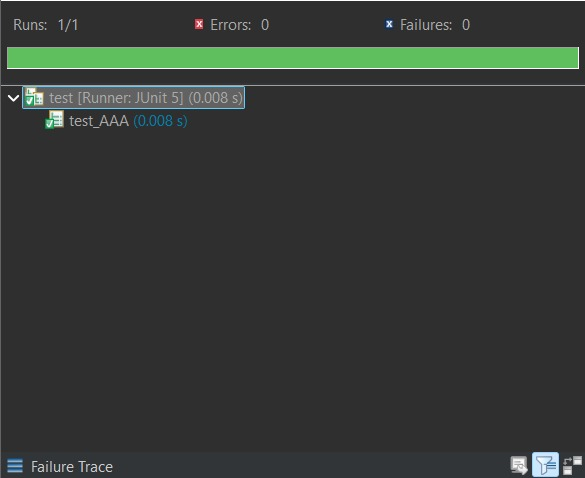 Runs: 1/1 Errors: 0 Failures: 0
test [Runner: JUnit 5] (0.008 s)
test_AAA (0.008 s)
Failure Trace